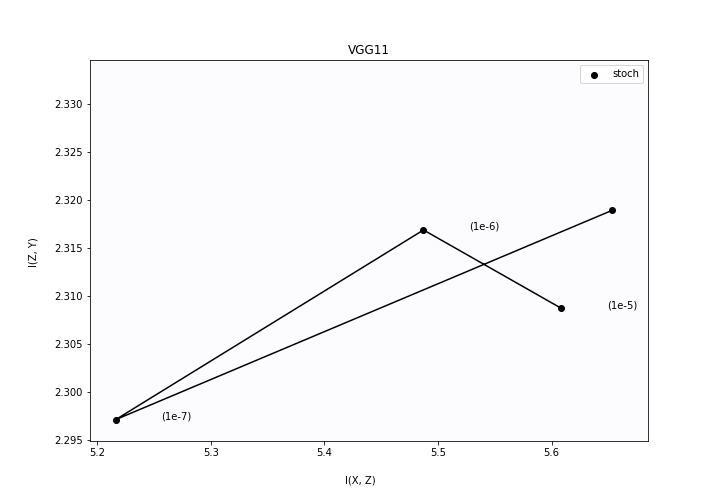 VGG11
stoch
2.330
2.325
2.320
2.315
2.310
2.305
2.300
2.295
I(Z, Y)
(1e-6)
(1e-5)
(1e-7)
5.2 5.3 5.4 5.5 5.6
I(X, Z)